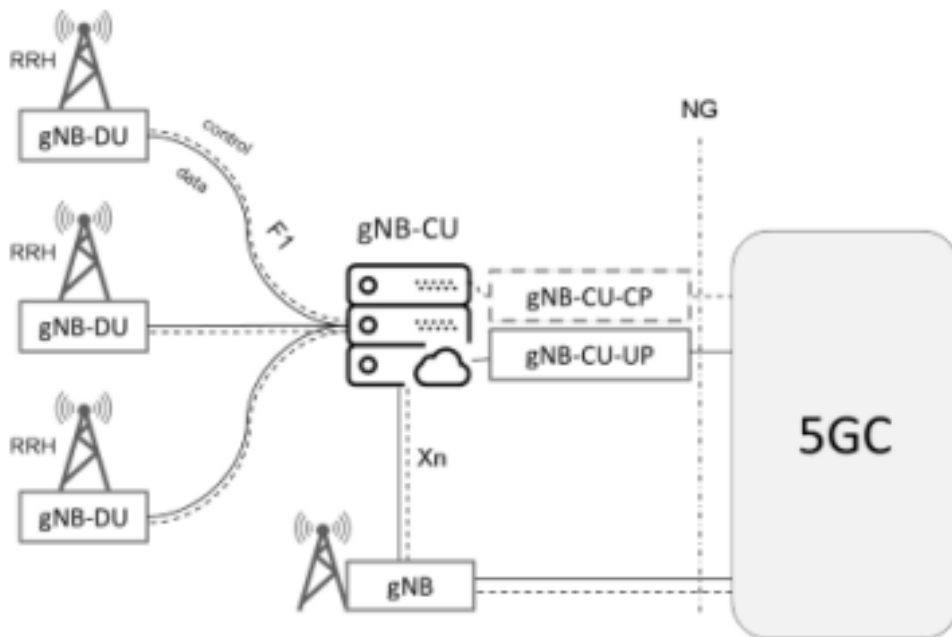 RRH
gNB-DU
control
data
F1
RRH
gNB-DU
RRH
gNB-DU
gNB-CU
gNB-CU-CP
gNB-CU-UP
NG
5GC
Xn
gNB